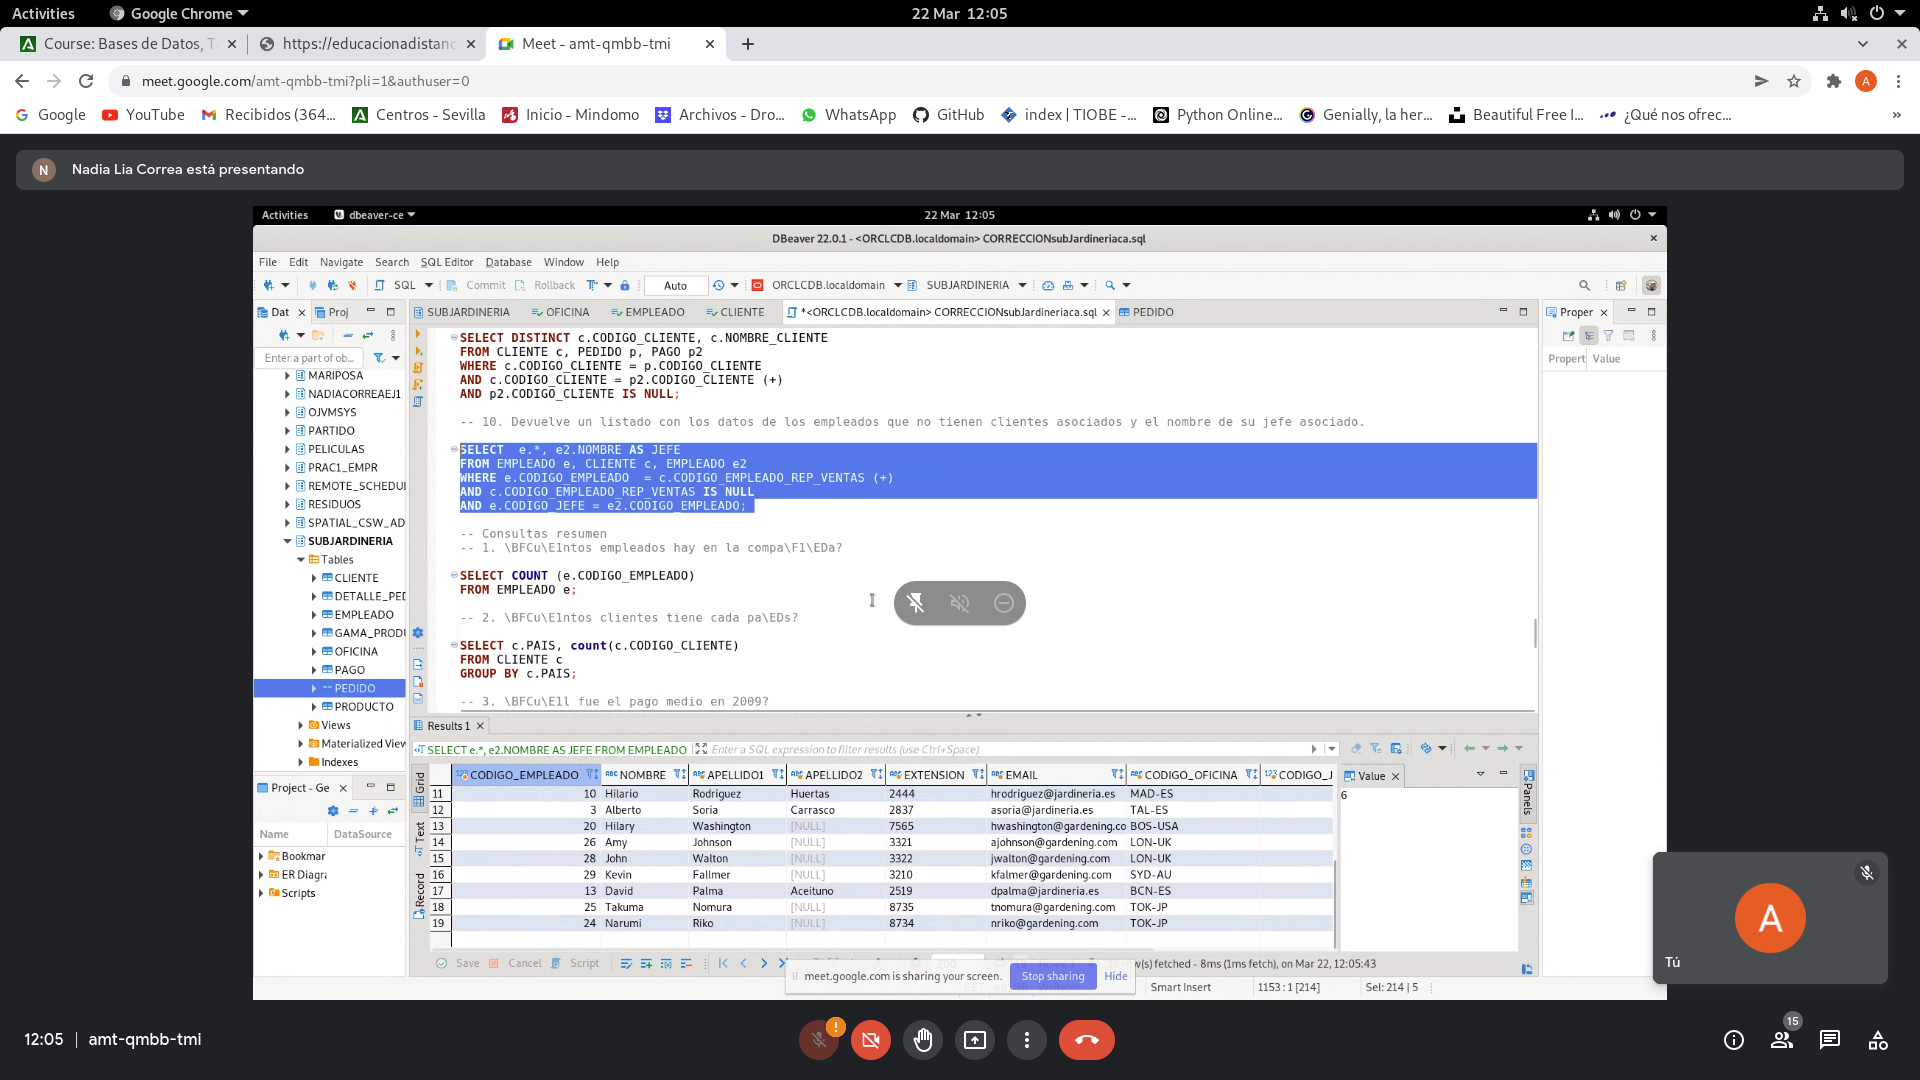 Activities
Google Chrome
22 Mar 12:05
Course: Bases de Datos, T
https://educacionadistanc
Meet - amt-qmbb-tmi
meet.google.com/amt-qmbb-tmi?pli=1&authuser=0
A
Google
YouTube
Recibidos (364...
Centros - Sevilla
Inicio - Mindomo
Archivos - Dro...
WhatsApp
GitHub
index | TIOBE -...
Python Online...
Genially, la her...
Beautiful Free I...
¿Qué nos ofrec...
N
Nadia Lia Correa está presentando
Activities
dbeaver-ce
22 Mar 12:05
DBeaver 22.0.1 - <ORCLCDB.localdomain> CORRECCIONsubJardineriaca.sql
File Edit Navigate Search SQL Editor Database Window Help
SQL
Commit
Rollback
Auto
ORCLCDB.localdomain
SUBJARDINERIA
Dat
Proj
SUBJARDINERIA
OFICINA
EMPLEADO
CLIENTE
*<ORCLCDB.localdomain> CORRECCIONsubJardineriaca.sql
PEDIDO
Proper
Enter a part of ob...
Propert
Value
MARIPOSA
NADIACORREAEJ1
OJVMSYS
PARTIDO
PELICULAS
PRAC1_EMPR
REMOTE_SCHEDU
RESIDUOS
SPATIAL_CSW_AD
SUBJARDINERIA
Tables
CLIENTE
DETALLE_PED
EMPLEADO
GAMA_PRODU
OFICINA
PAGO
PEDIDO
PRODUCTO
Views
Materialized View
Indexes
Project - Ge
Name
DataSource
Bookmar
ER Diagra
Scripts
SELECT DISTINCT c.CODIGO_CLIENTE, c.NOMBRE_CLIENTE
FROM CLIENTE c, PEDIDO p, PAGO p2
WHERE c.CODIGO_CLIENTE = p.CODIGO_CLIENTE
AND c.CODIGO_CLIENTE = p2.CODIGO_CLIENTE (+)
AND p2.CODIGO_CLIENTE IS NULL;
-- 10. Devuelve un listado con los datos de los empleados que no tienen clientes asociados y el nombre de su jefe asociado.
SELECT  e.*, e2.NOMBRE AS JEFE
FROM EMPLEADO e, CLIENTE c, EMPLEADO e2
WHERE e.CODIGO_EMPLEADO  = c.CODIGO_EMPLEADO_REP_VENTAS (+)
AND c.CODIGO_EMPLEADO_REP_VENTAS IS NULL
AND e.CODIGO_JEFE = e2.CODIGO_EMPLEADO;
-- Consultas resumen
-- 1. \BFCu\E1ntos empleados hay en la compa\F1\EDa?
SELECT COUNT (e.CODIGO_EMPLEADO)
FROM EMPLEADO e;
-- 2. \BFCu\E1ntos clientes tiene cada pa\EDs?
SELECT c.PAIS, count(c.CODIGO_CLIENTE)
FROM CLIENTE c
GROUP BY c.PAIS;
-- 3. \BFCu\E1l fue el pago medio en 2009?
Results 1
SELECT e.*, e2.NOMBRE AS JEFE FROM EMPLEADO
Enter a SQL expression to filter results (use Ctrl+Space)
Grid
Text
Record
CODIGO_EMPLEADO NOMBRE APELLIDO1 APELLIDO2 EXTENSION EMAIL CODIGO_OFICINA CODIGO_J
11 10 Hilario Rodriguez Huertas 2444 hrodriguez@jardineria.es MAD-ES
12 3 Alberto Soria Carrasco 2837 asoria@jardineria.es TAL-ES
13 20 Hilary Washington [NULL] 7565 hwashington@gardening.co BOS-USA
14 26 Amy Johnson [NULL] 3321 ajohnson@gardening.com LON-UK
15 28 John Walton [NULL] 3322 jwalton@gardening.com LON-UK
16 29 Kevin Fallmer [NULL] 3210 kfalmer@gardening.com SYD-AU
17 13 David Palma Aceituno 2519 dpalma@jardineria.es BCN-ES
18 25 Takuma Nomura [NULL] 8735 tnomura@gardening.com TOK-JP
19 24 Narumi Riko [NULL] 8734 nriko@gardening.com TOK-JP
Value
6
Panels
Save
Cancel
Script
200
row(s) fetched - 8ms (1ms fetch), on Mar 22, 12:05:43
meet.google.com is sharing your screen.
Stop sharing
Hide
Smart Insert
1153 : 1 [214]
Sel: 214 | 5
A
Tú
12:05 | amt-qmbb-tmi
15